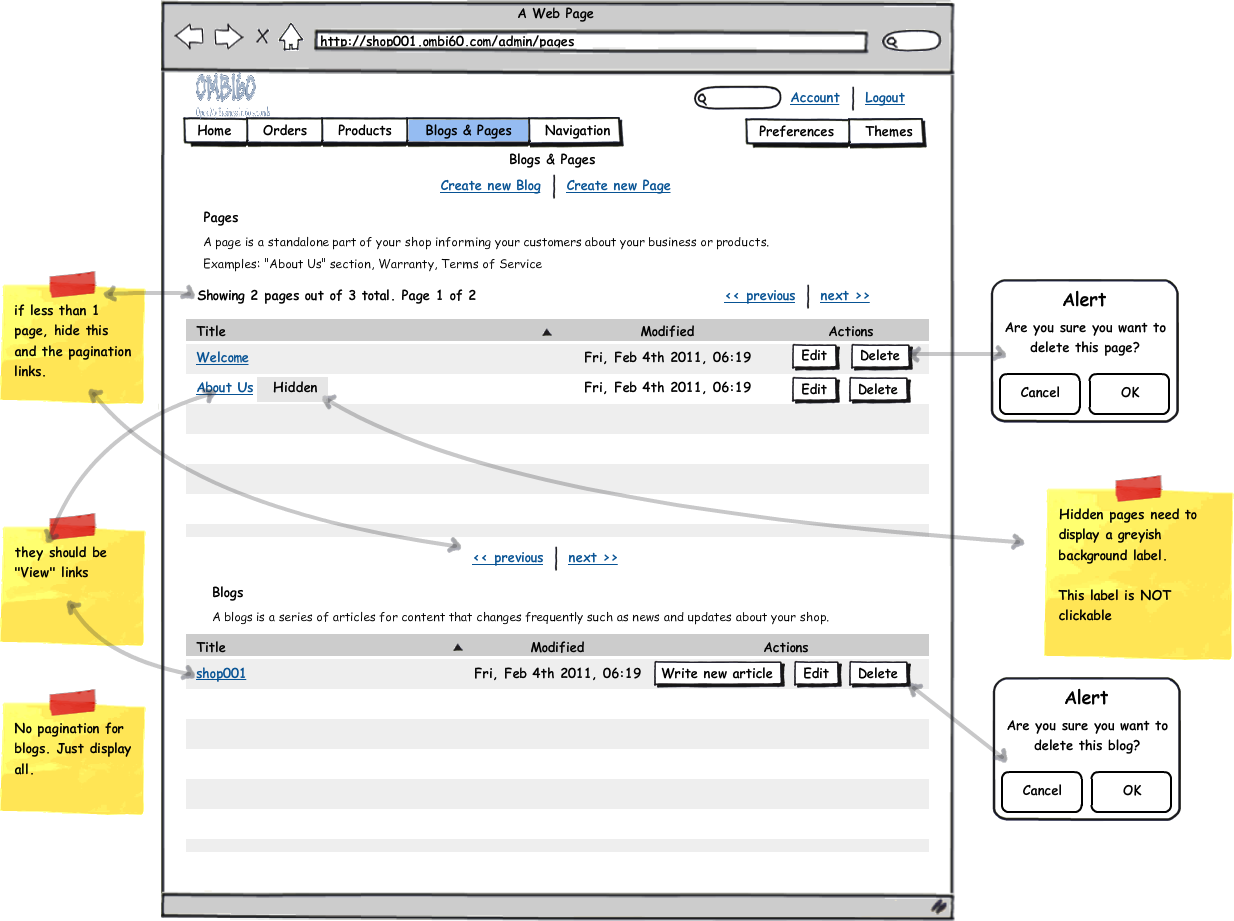 A Web Page
http://shop001.ombi60.com/admin/pages
OMBI60
Account
Logout
Home
Orders
Products
Blogs & Pages
Navigation
Preferences
Themes
Blogs & Pages
Create new Blog
Create new Page
Pages
A page is a standalone part of your shop informing your customers about your business or products.
Examples: "About Us" section, Warranty, Terms of Service
Showing 2 pages out of 3 total. Page 1 of 2
<< previous
next >>
Title
Modified
Actions
Welcome
Fri, Feb 4th 2011, 06:19
Edit
Delete
About Us
Hidden
Fri, Feb 4th 2011, 06:19
Edit
Delete
<< previous
next >>
Blogs
A blogs is a series of articles for content that changes frequently such as news and updates about your shop.
Title
Modified
Actions
shop001
Fri, Feb 4th 2011, 06:19
Write new article
Edit
Delete
if less than 1
page, hide this
and the pagination
links.
they should be
"View" links
No pagination for
blogs. Just display
all.
Alert
Are you sure you want to
delete this page?
Cancel
OK
Hidden pages need to
display a greyish
background label.
This label is NOT
clickable
Alert
Are you sure you want to
delete this blog?
Cancel
OK